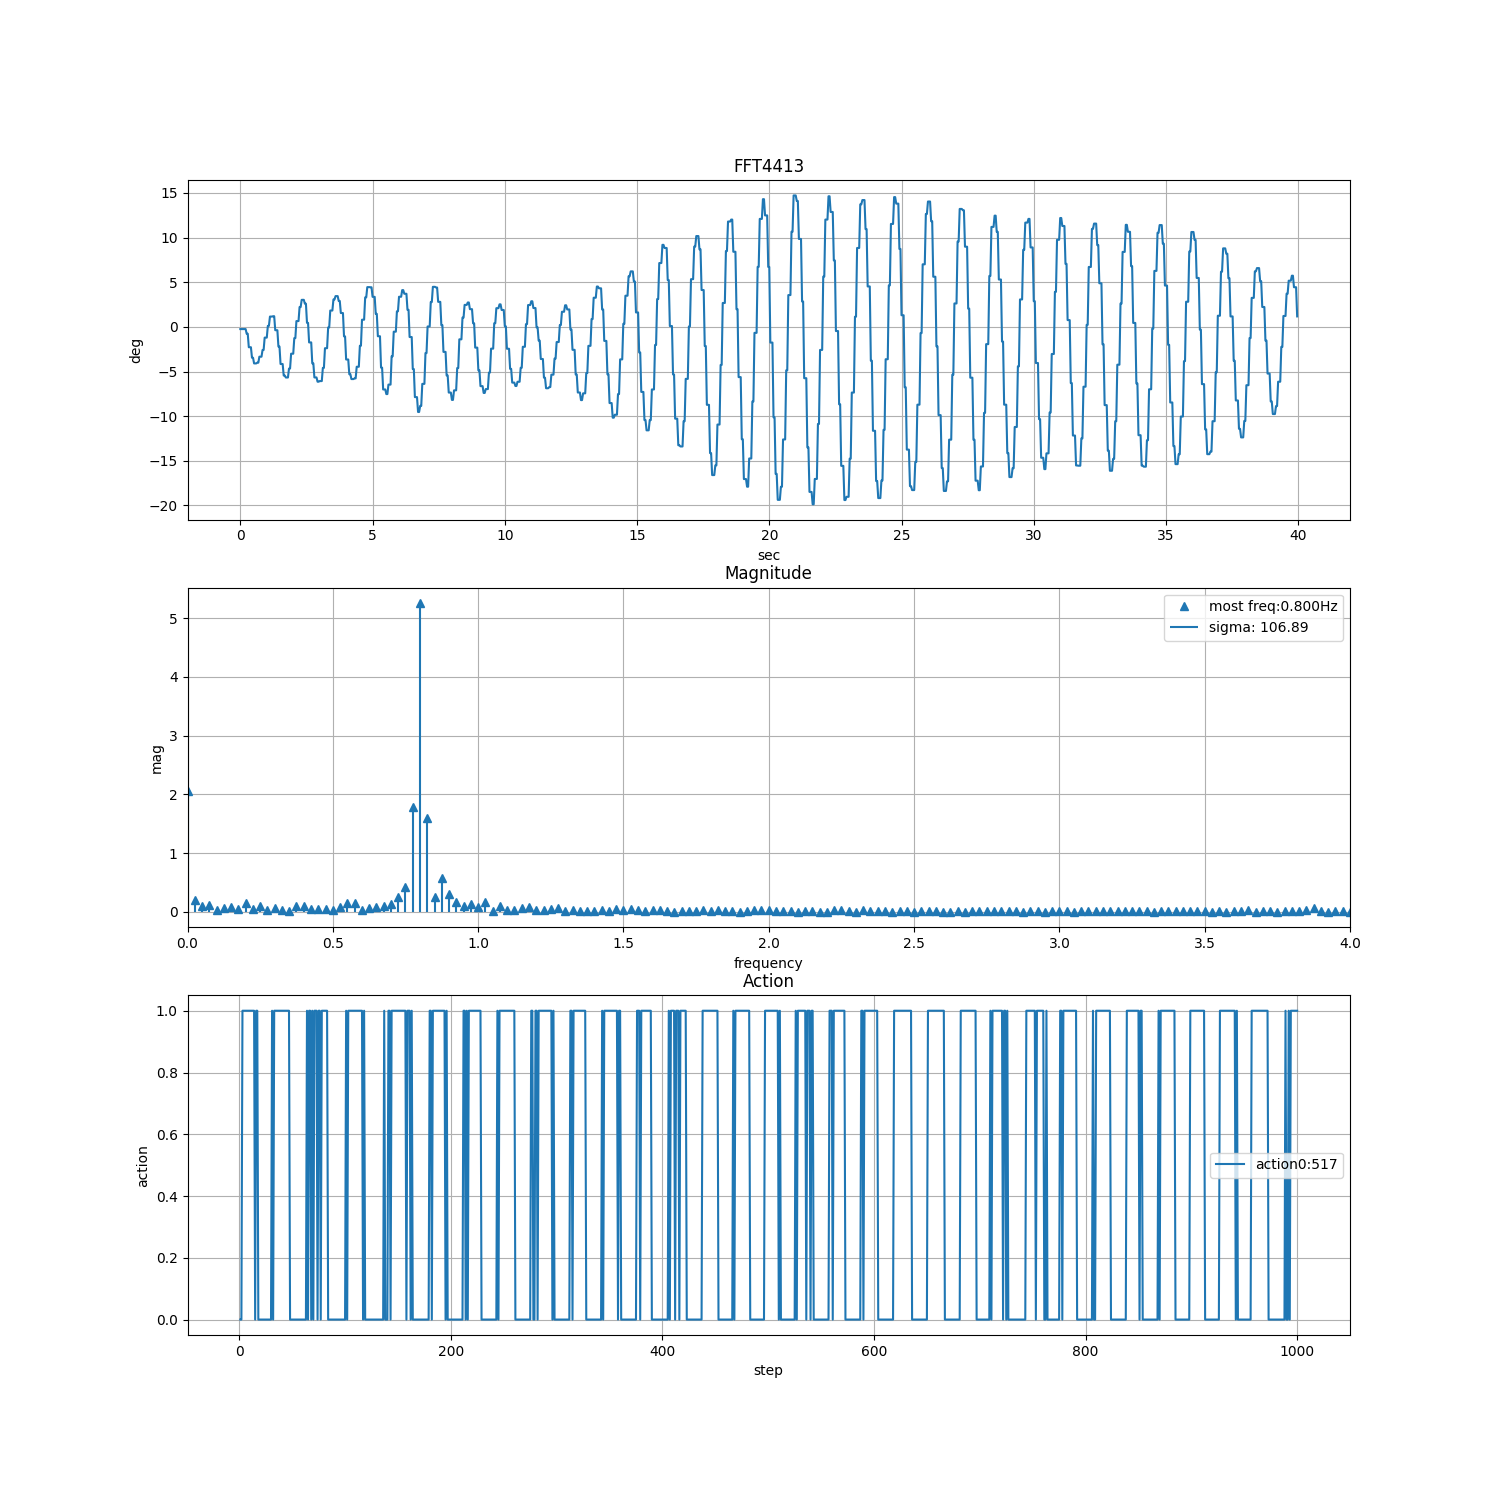 FFT4413
15
10
5
0
−5
−10
−15
−20
deg
0 5 10 15 20 25 30 35 40
sec
Magnitude
most freq:0.800Hz
sigma: 106.89
5
4
3
2
1
0
mag
0.0 0.5 1.0 1.5 2.0 2.5 3.0 3.5 4.0
frequency
Action
1.0
0.8
0.6
0.4
0.2
0.0
action
action0:517
0 200 400 600 800 1000
step